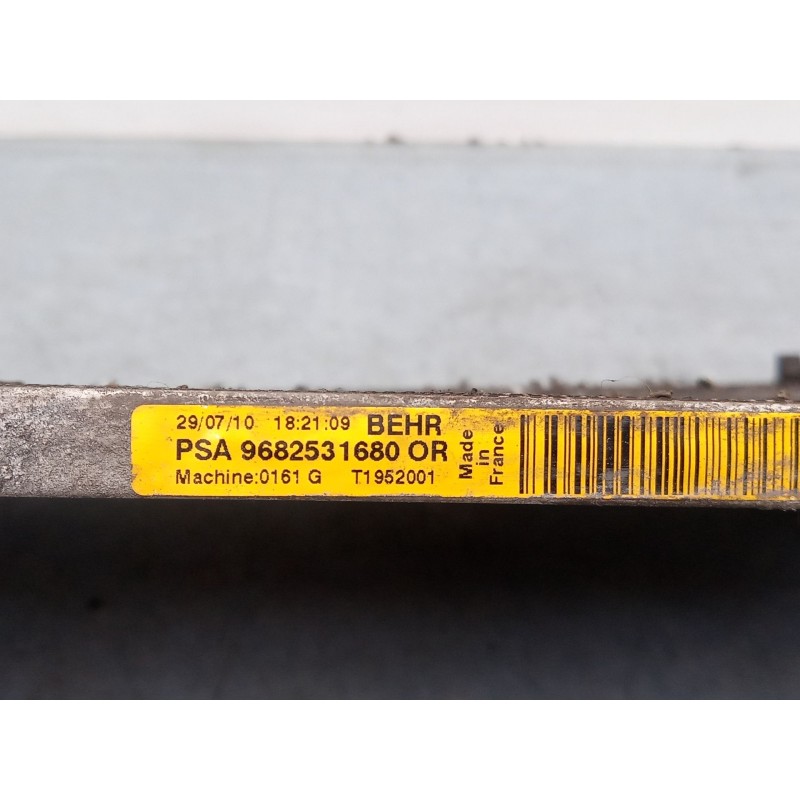 29/07/10 18:21:09 BEHR
PSA 9682531680 OR
Machine:0161 G T1952001
Made
in
France